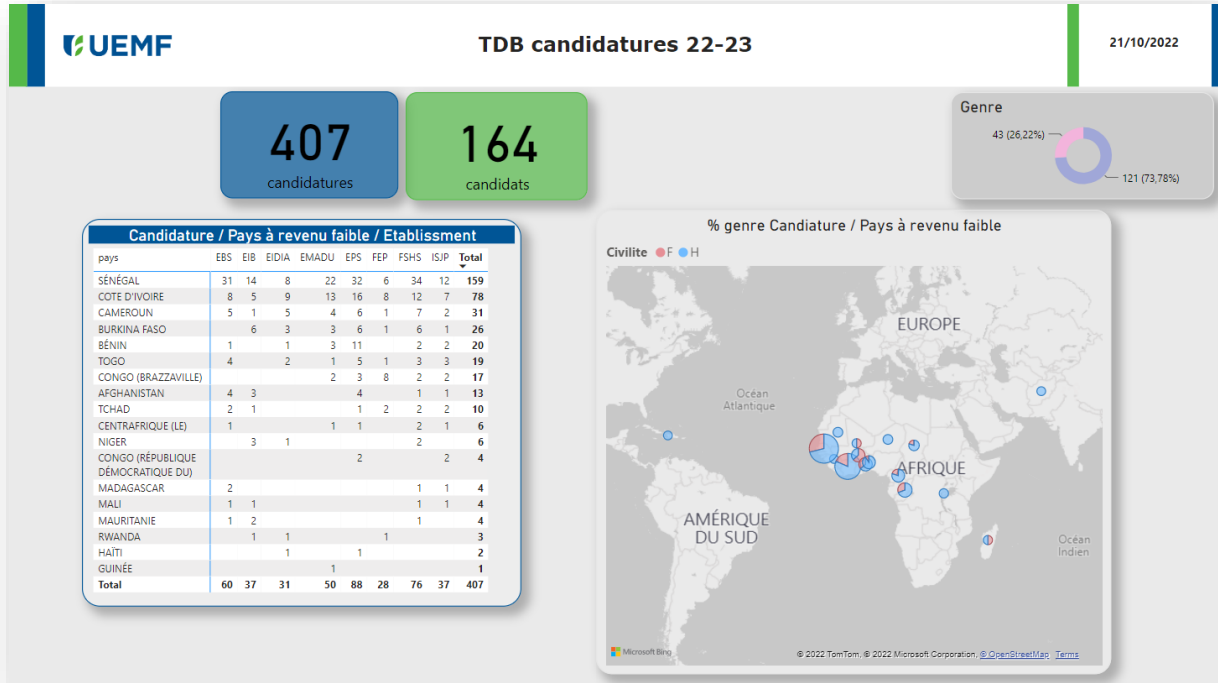 UEMF
TDB candidatures 22-23
21/10/2022
407
candidatures
164
candidats
Genre
43 (26,22%)
121 (73,78%)
Candidature / Pays à revenu faible / Etablissment
pays EBS EIB EIDIA EMADU EPS FEP FSHS ISJP Total
SÉNÉGAL 31 14 8 22 32 6 34 12 159
COTE D'IVOIRE 8 5 9 13 16 8 12 7 78
CAMEROUN 5 1 5 4 6 1 7 2 31
BURKINA FASO 6 3 3 6 1 6 1 26
BÉNIN 1 1 3 11 2 2 20
TOGO 4 2 1 5 1 3 3 19
CONGO (BRAZZAVILLE) 2 3 8 2 2 17
AFGHANISTAN 4 3 4 1 1 13
TCHAD 2 1 1 2 2 2 10
CENTRAFRIQUE (LE) 1 1 1 2 1 6
NIGER 3 1 2 6
CONGO (RÉPUBLIQUE
DÉMOCRATIQUE DU) 2 2 4
MADAGASCAR 2 1 1 4
MALI 1 1 1 1 4
MAURITANIE 1 2 1 4
RWANDA 1 1 1 3
HAÏTI 1 1 2
GUINÉE 1 1
Total 60 37 31 50 88 28 76 37 407
% genre Candiature / Pays à revenu faible
Civilite F H
EUROPE
Océan
Atlantique
AFRIQUE
AMÉRIQUE
DU SUD
Océan
Indien
Microsoft Bing
© 2022 TomTom, © 2022 Microsoft Corporation, © OpenStreetMap Terms